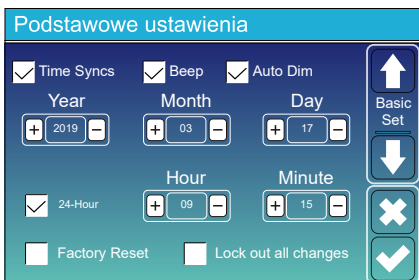 Podstawowe ustawienia
Time Syncs Beep Auto Dim
Year Month Day
+ 2019 − + 03 − + 17 −
Hour Minute
24-Hour + 09 − + 15 −
Factory Reset Lock out all changes
Basic
Set